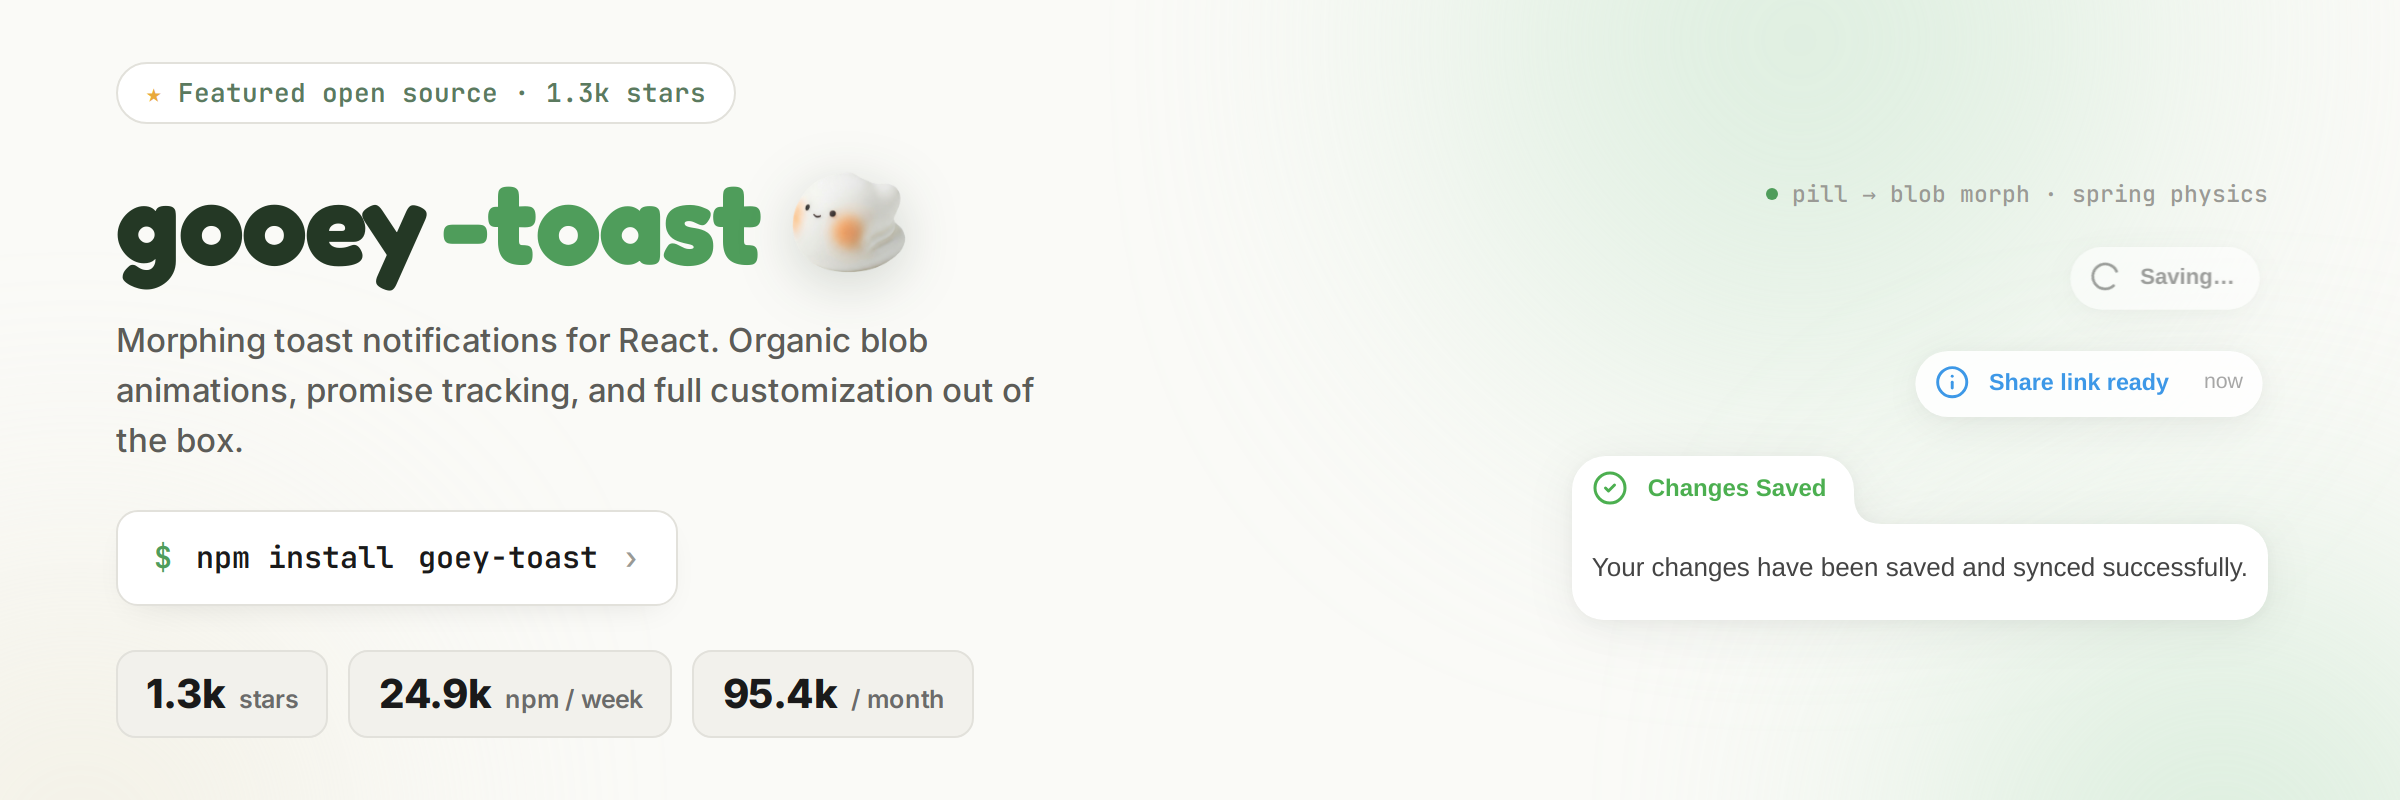 ★ Featured open source · 1.3k stars
gooey-toast
Morphing toast notifications for React. Organic blob
animations, promise tracking, and full customization out of
the box.
$ npm install goey-toast ›
1.3k stars
24.9k npm / week
95.4k / month
pill → blob morph · spring physics
Saving...
Share link ready now
Changes Saved
Your changes have been saved and synced successfully.